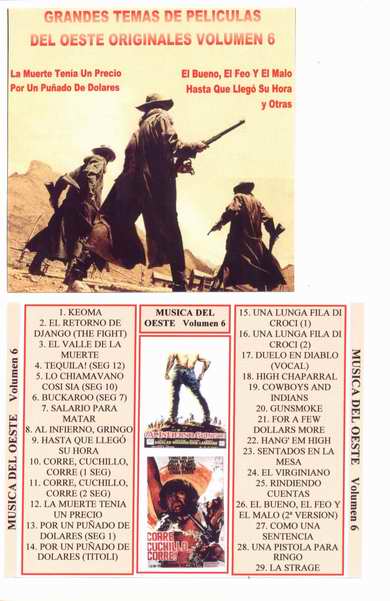 GRANDES TEMAS DE PELICULAS
DEL OESTE ORIGINALES VOLUMEN 6
La Muerte Tenía Un Precio
Por Un Puñado De Dolares
El Bueno, El Feo Y El Malo
Hasta Que Llegó Su Hora
y Otras
MUSICA DEL OESTE Volumen 6
1. KEOMA
2. EL RETORNO DE
DJANGO (THE FIGHT)
3. EL VALLE DE LA
MUERTE
4. TEQUILA! (SEG 12)
5. LO CHIAMAVANO
COSI SIA (SEG 10)
6. BUCKAROO (SEG 7)
7. SALARIO PARA
MATAR
8. AL INFIERNO, GRINGO
9. HASTA QUE LLEGÓ
SU HORA
10. CORRE, CUCHILLO,
CORRE (1 SEG)
11. CORRE, CUCHILLO,
CORRE (2 SEG)
12. LA MUERTE TENIA
UN PRECIO
13. POR UN PUÑADO DE
DOLARES (SEG 1)
14. POR UN PUÑADO DE
DOLARES (TITOLI)
MUSICA DEL
OESTE Volumen 6
CORRE
CUCHILLO...
CORRE
15. UNA LUNGA FILA DI
CROCI (1)
16. UNA LUNGA FILA DI
CROCI (2)
17. DUELO EN DIABLO
(VOCAL)
18. HIGH CHAPARRAL
19. COWBOYS AND
INDIANS
20. GUNSMOKE
21. FOR A FEW
DOLLARS MORE
22. HANG' EM HIGH
23. SENTADOS EN LA
MESA
24. EL VIRGINIANO
25. RINDIENDO
CUENTAS
26. EL BUENO, EL FEO Y
EL MALO (2ª VERSION)
27. COMO UNA
SENTENCIA
28. UNA PISTOLA PARA
RINGO
29. LA STRAGE
MUSICA DEL OESTE Volumen 6